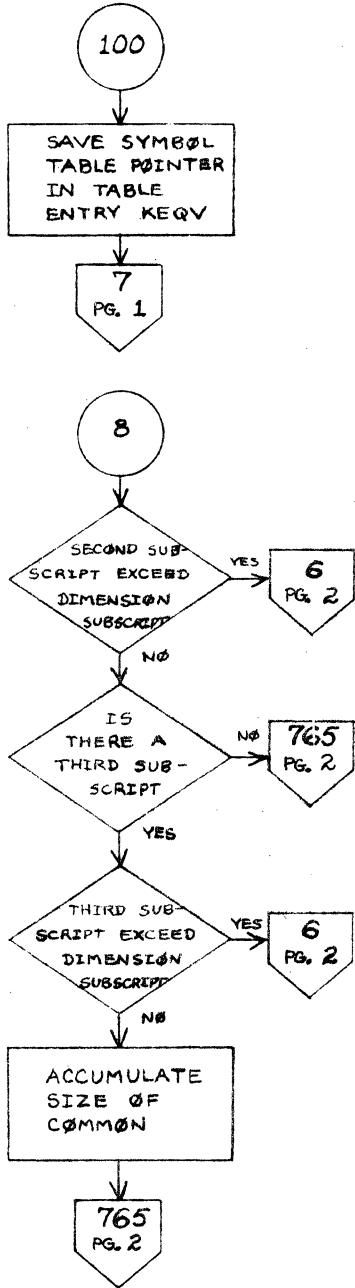 100
SAVE SYMBØL
TABLE PØINTER
IN TABLE
ENTRY KEQV
7
PG. 1
8
SECØND SUB-
SCRIPT EXCEED
DIMENSIØN
SUBSCRIPT
YES
6
PG. 2
NØ
IS
THERE A
THIRD SUB-
SCRIPT
NØ
765
PG. 2
YES
THIRD SUB-
SCRIPT EXCEED
DIMENSIØN
SUBSCRIPT
YES
6
PG. 2
NØ
ACCUMULATE
SIZE ØF
CØMMØN
765
PG. 2